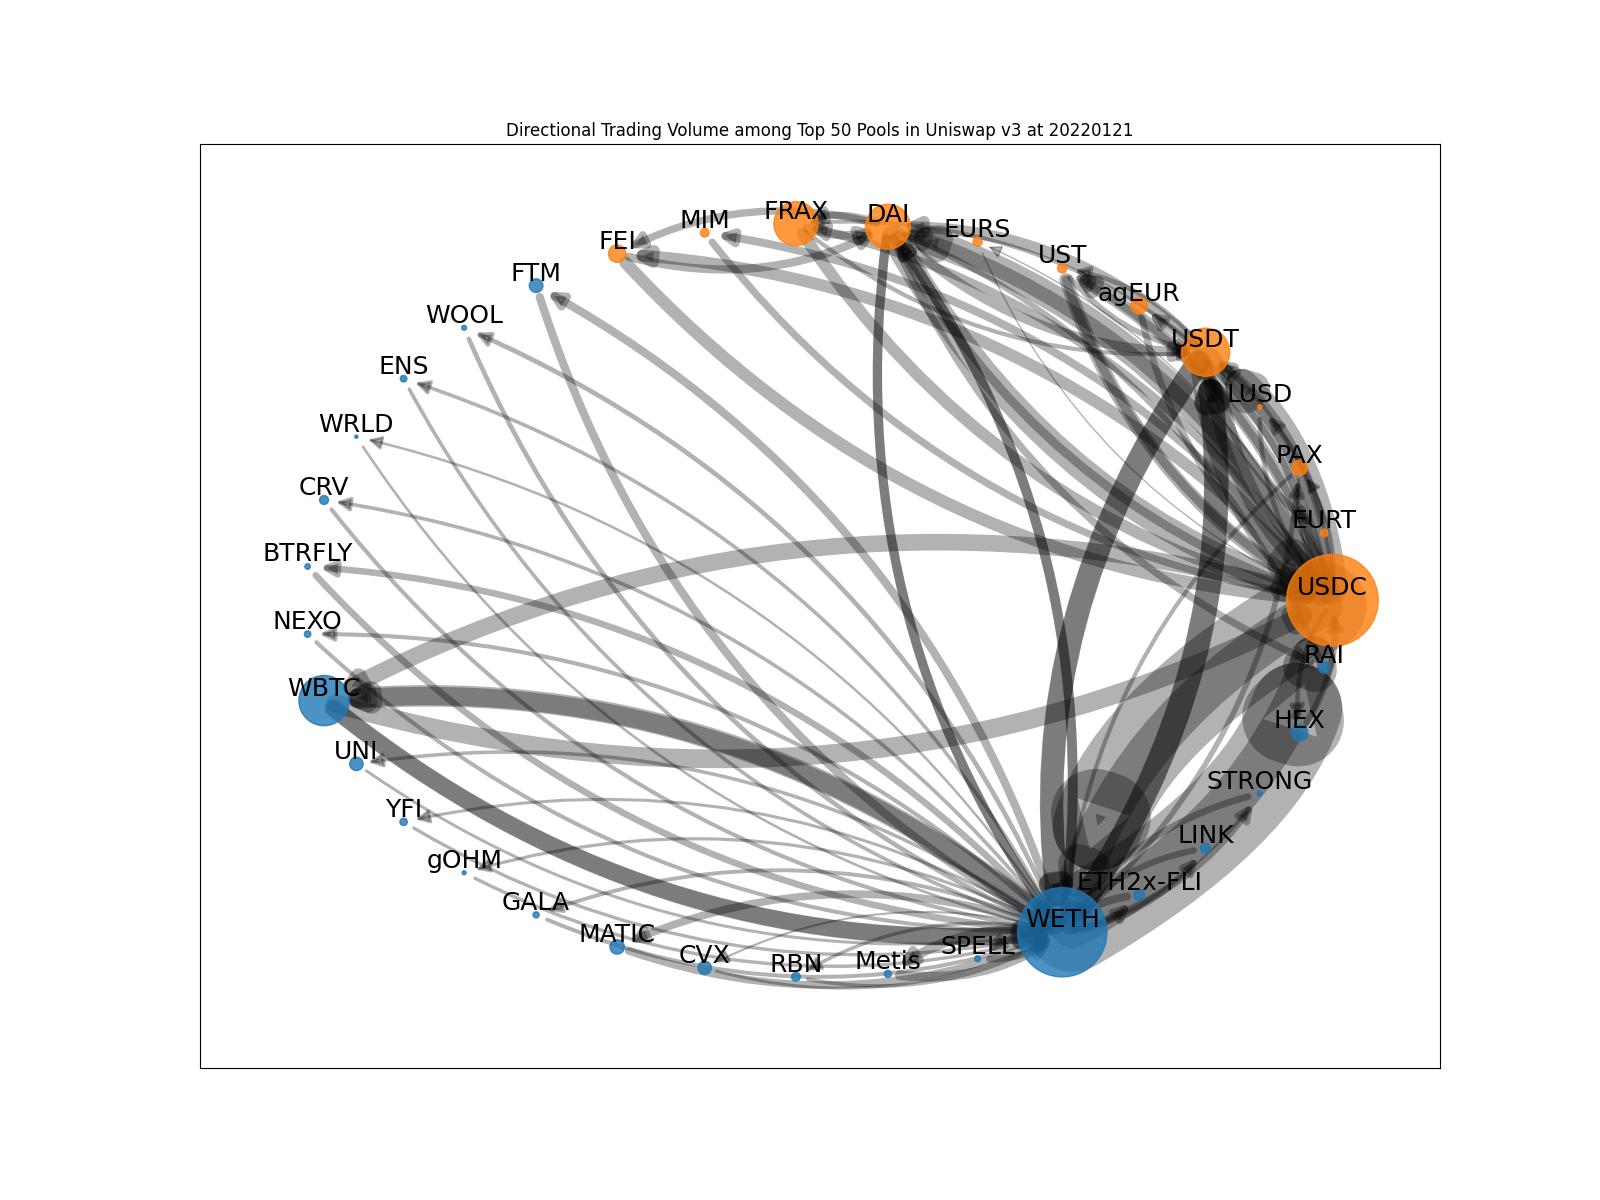 Directional Trading Volume among Top 50 Pools in Uniswap v3 at 20220121
FRAX
DAI
MIM
EURS
FEI
UST
FTM
agEUR
WOOL
USDT
ENS
LUSD
WRLD
PAX
CRV
EURT
BTRFLY
USDC
NEXO
RAI
WBTC
HEX
UNI
STRONG
YFI
LINK
gOHM
ETH2x-FLI
GALA
WETH
MATIC
SPELL
CVX
Metis
RBN